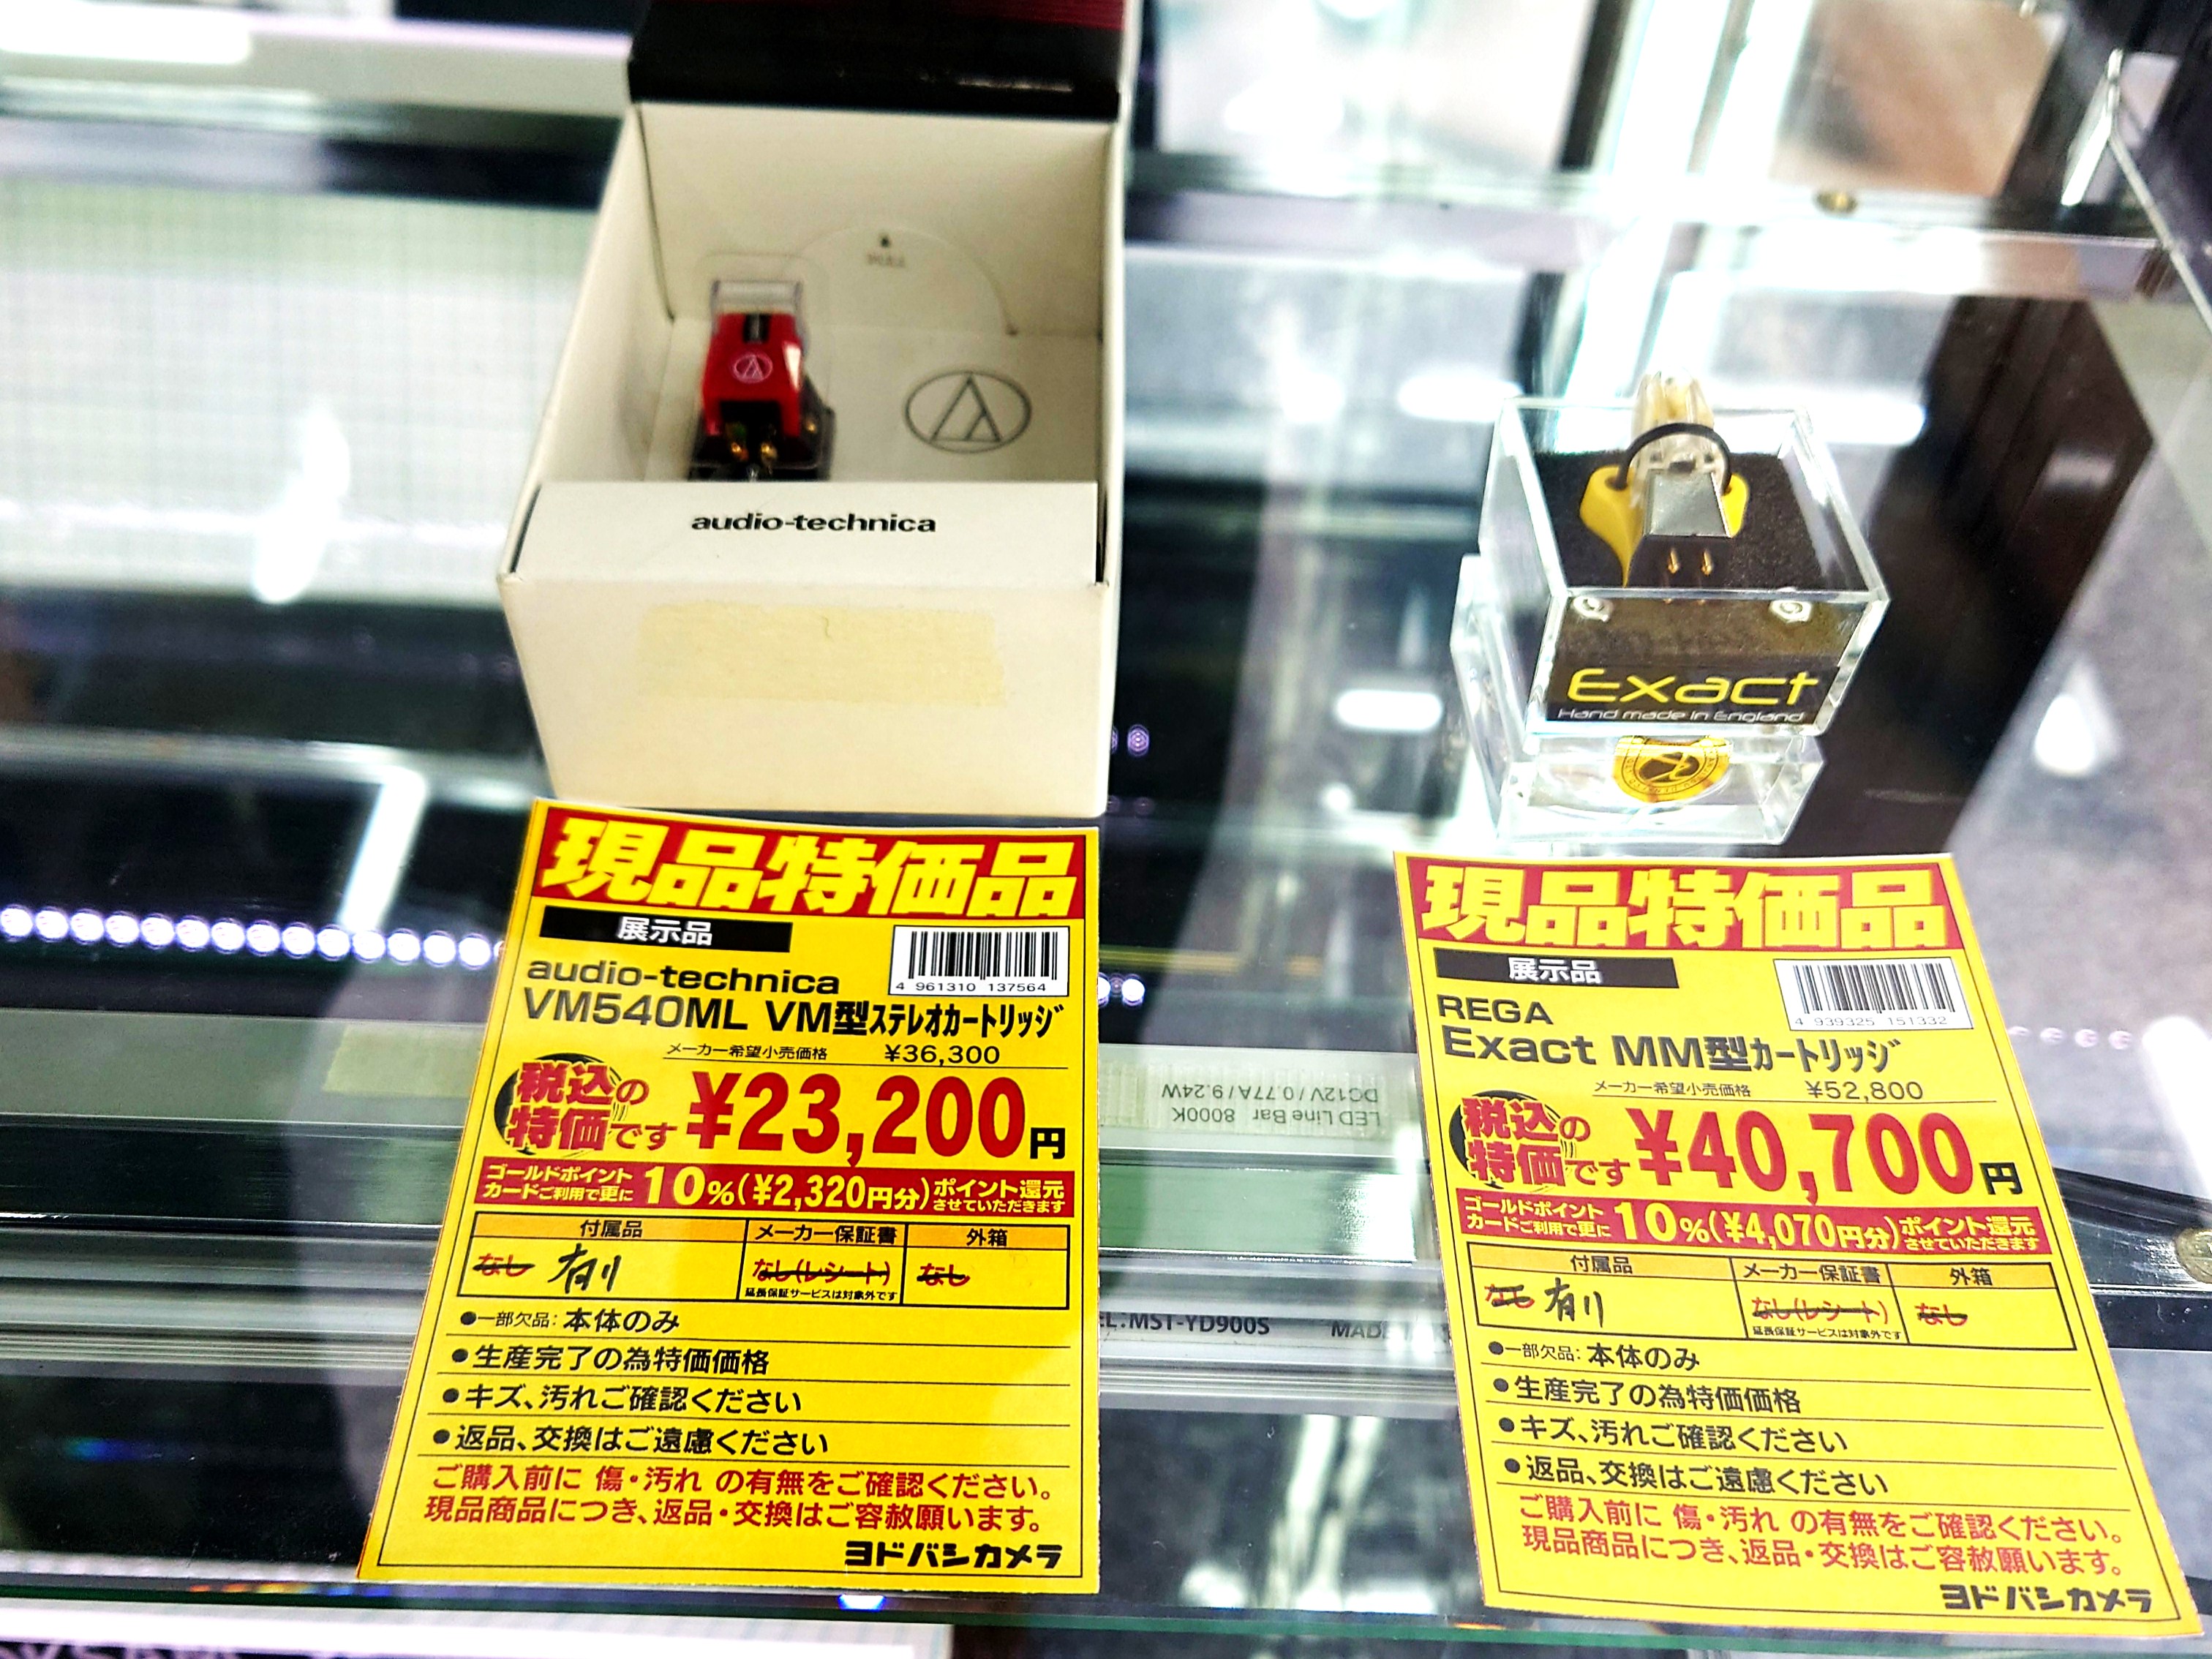 audio-technica
Exact
Hand made in England
現品特価品
展示品
4 961310 137564
audio-technica
VM540ML VM型ステレオカートリッジ
メーカー希望小売価格 ¥36,300
税込の
特価です ¥23,200円
ゴールドポイント
カードご利用で更に 10%(¥2,320円分)ポイント還元
させていただきます
付属品 メーカー保証書 外箱
なし 有り なし(レシート) なし
延長保証サービスは対象外です
●一部欠品: 本体のみ
●生産完了の為特価価格
●キズ、汚れご確認ください
●返品、交換はご遠慮ください
ご購入前に 傷・汚れ の有無をご確認ください。
現品商品につき、返品・交換はご容赦願います。
ヨドバシカメラ
LED Line Bar 8000K
DC12V / 0.77A / 9.24W
EL:MST-YD900S MADE
現品特価品
展示品
4 939325 151332
REGA
Exact MM型カートリッジ
メーカー希望小売価格 ¥52,800
税込の
特価です ¥40,700円
ゴールドポイント
カードご利用で更に 10%(¥4,070円分)ポイント還元
させていただきます
付属品 メーカー保証書 外箱
なし 有り なし(レシート) なし
延長保証サービスは対象外です
●一部欠品: 本体のみ
●生産完了の為特価価格
●キズ、汚れご確認ください
●返品、交換はご遠慮ください
ご購入前に 傷・汚れ の有無をご確認ください。
現品商品につき、返品・交換はご容赦願います。
ヨドバシカメラ